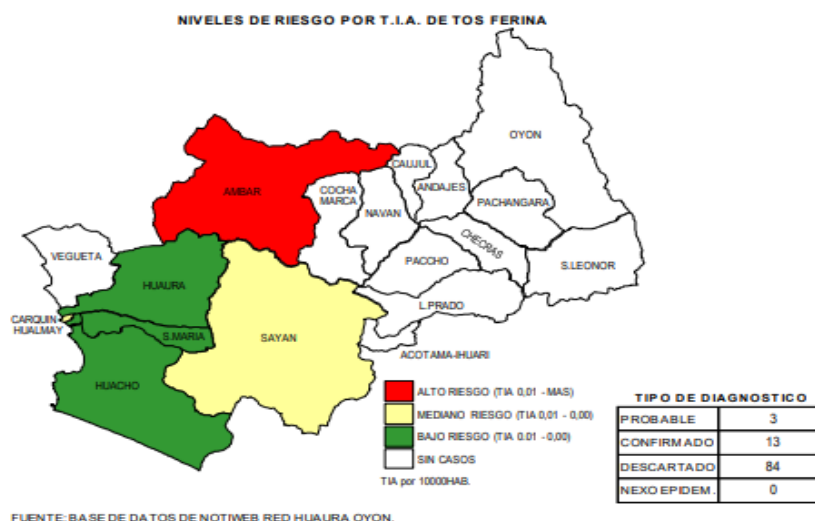 NIVELES DE RIESGO POR T.I.A. DE TOS FERINA
OYON
CAUJUL
AMBAR
COCHA
MARCA
ANDAJES
NAVAN
PACHANGARA
CHECRAS
VEGUETA
PACCHO
S.LEONOR
HUAURA
L.PRADO
CARQUIN
HUALMAY
S.MARIA
SAYAN
ACOTAMA-IHUARI
HUACHO
ALTO RIESGO (TIA 0,01 - MAS)
MEDIANO RIESGO (TIA 0,01 - 0,00)
BAJO RIESGO (TIA 0.01 - 0,00)
SIN CASOS
TIA por 10000HAB.
TIPO DE DIAGNOSTICO
PROBABLE 3
CONFIRMADO 13
DESCARTADO 84
NEXO EPIDEM. 0
FUENTE: BASE DE DATOS DE NOTIWEB RED HUAURA OYON.